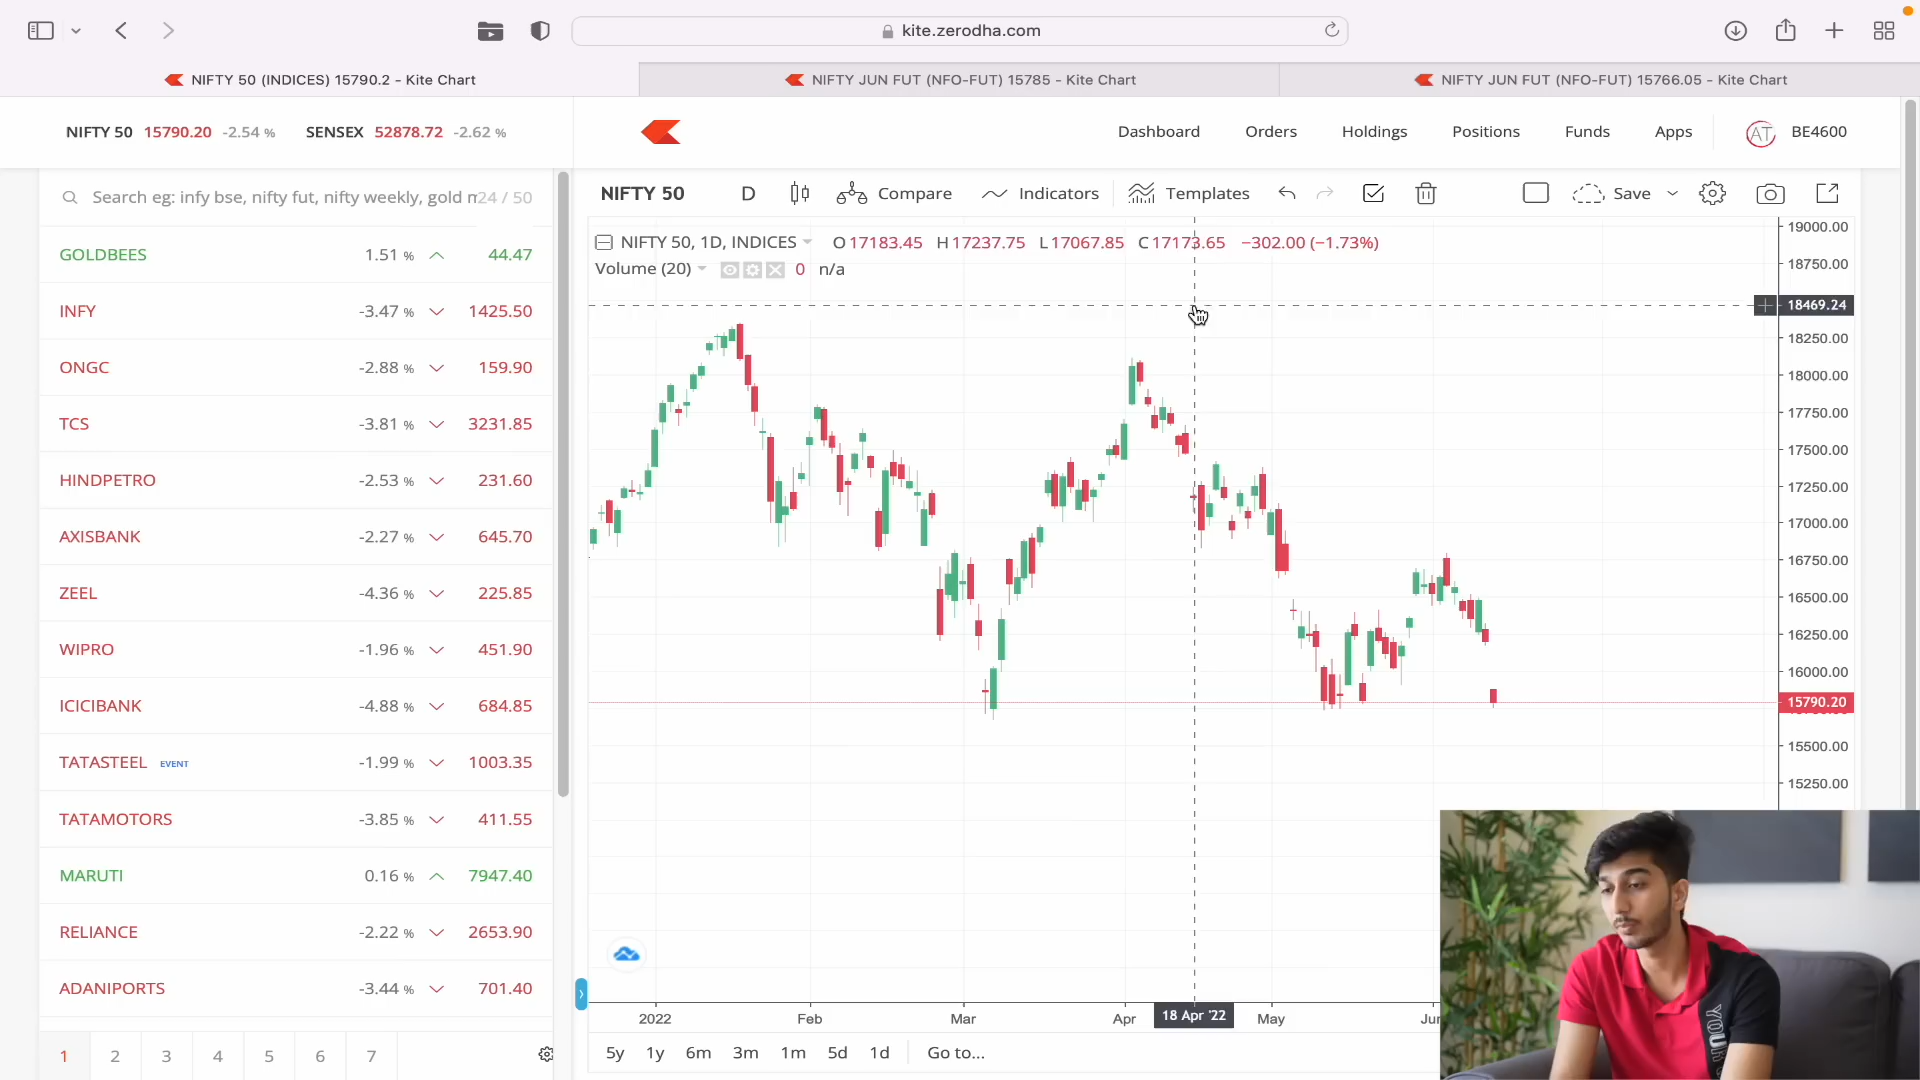 kite.zerodha.com
NIFTY 50 (INDICES) 15790.2 - Kite Chart
NIFTY JUN FUT (NFO-FUT) 15785 - Kite Chart
NIFTY JUN FUT (NFO-FUT) 15766.05 - Kite Chart
NIFTY 50 15790.20 -2.54 % SENSEX 52878.72 -2.62 %
Dashboard Orders Holdings Positions Funds Apps AT BE4600
Search eg: infy bse, nifty fut, nifty weekly, gold m 24 / 50
GOLDBEES 1.51 % 44.47
INFY -3.47 % 1425.50
ONGC -2.88 % 159.90
TCS -3.81 % 3231.85
HINDPETRO -2.53 % 231.60
AXISBANK -2.27 % 645.70
ZEEL -4.36 % 225.85
WIPRO -1.96 % 451.90
ICICIBANK -4.88 % 684.85
TATASTEEL EVENT -1.99 % 1003.35
TATAMOTORS -3.85 % 411.55
MARUTI 0.16 % 7947.40
RELIANCE -2.22 % 2653.90
ADANIPORTS -3.44 % 701.40
1 2 3 4 5 6 7
NIFTY 50 D Compare Indicators Templates Save
NIFTY 50, 1D, INDICES O17183.45 H17237.75 L17067.85 C17173.65 −302.00 (−1.73%)
Volume (20) 0 n/a
19000.00
18750.00
18469.24
18250.00
18000.00
17750.00
17500.00
17250.00
17000.00
16750.00
16500.00
16250.00
16000.00
15790.20
15500.00
15250.00
2022 Feb Mar Apr 18 Apr '22 May
5y 1y 6m 3m 1m 5d 1d Go to...